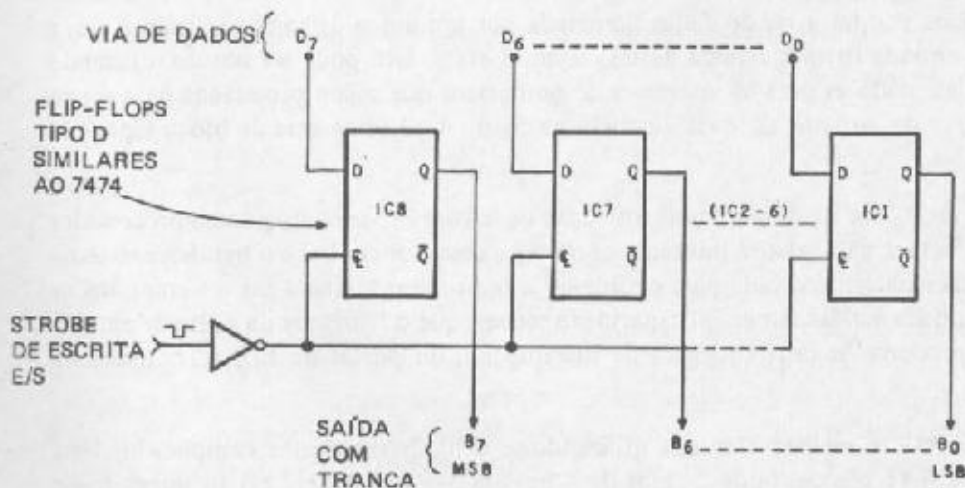 VIA DE DADOS
D7
D6
D0
FLIP-FLOPS
TIPO D
SIMILARES
AO 7474
D Q
IC8
Q̅
D Q
IC7
Q̅
(IC2-6)
D Q
IC1
Q̅
STROBE
DE ESCRITA
E/S
SAÍDA
COM
TRANCA
B7
MSB
B6
B0
LSB